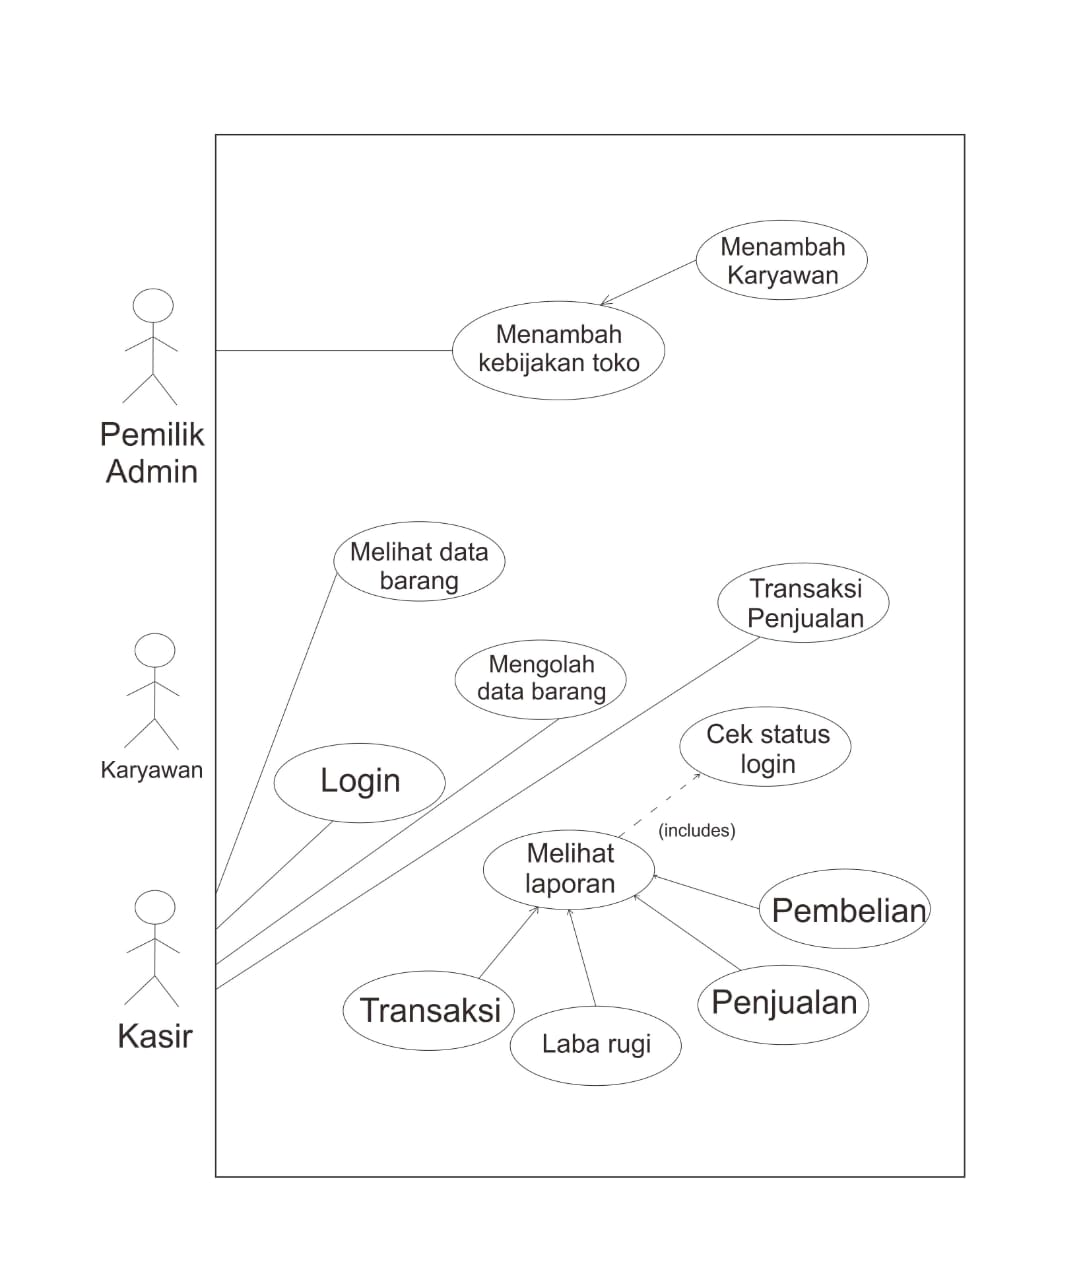 Menambah
Karyawan
Menambah
kebijakan toko
Pemilik
Admin
Melihat data
barang
Transaksi
Penjualan
Mengolah
data barang
Cek status
login
Karyawan
Login
(includes)
Melihat
laporan
Pembelian
Kasir
Transaksi
Laba rugi
Penjualan